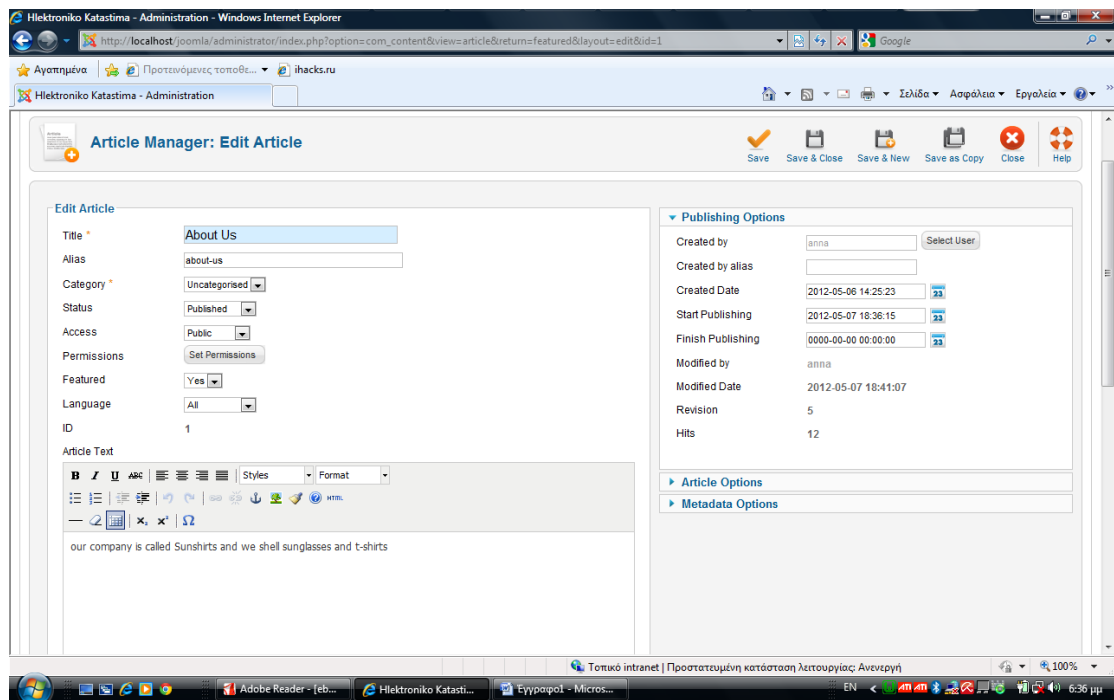 Hlektroniko Katastima - Administration - Windows Internet Explorer
http://localhost/joomla/administrator/index.php?option=com_content&view=article&return=featured&layout=edit&id=1
Google
Αγαπημένα
Προτεινόμενες τοποθε...
ihacks.ru
Hlektroniko Katastima - Administration
Σελίδα
Ασφάλεια
Εργαλεία
Article Manager: Edit Article
Save
Save & Close
Save & New
Save as Copy
Close
Help
Edit Article
Title *
About Us
Alias
about-us
Category *
Uncategorised
Status
Published
Access
Public
Permissions
Set Permissions
Featured
Yes
Language
All
ID
1
Article Text
B I U ABC
Styles
Format
HTML
our company is called Sunshirts and we shell sunglasses and t-shirts
Publishing Options
Created by
anna
Select User
Created by alias
Created Date
2012-05-06 14:25:23
23
Start Publishing
2012-05-07 18:36:15
23
Finish Publishing
0000-00-00 00:00:00
23
Modified by
anna
Modified Date
2012-05-07 18:41:07
Revision
5
Hits
12
Article Options
Metadata Options
Τοπικό intranet | Προστατευμένη κατάσταση λειτουργίας: Ανενεργή
100%
Adobe Reader - [eb...
Hlektroniko Katasti...
Έγγραφο1 - Micros...
EN
6:36 μμ